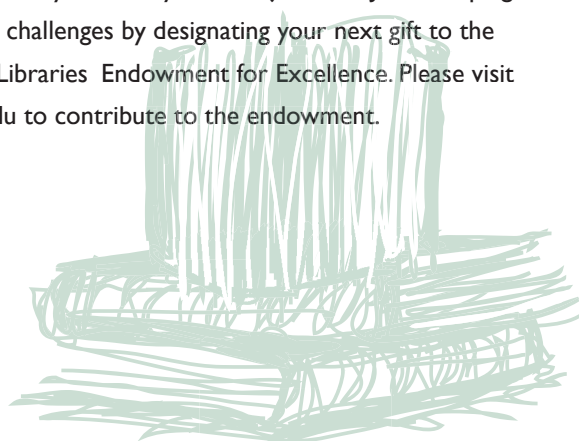 challenges by designating your next gift to the
Libraries Endowment for Excellence. Please visit
du to contribute to the endowment.